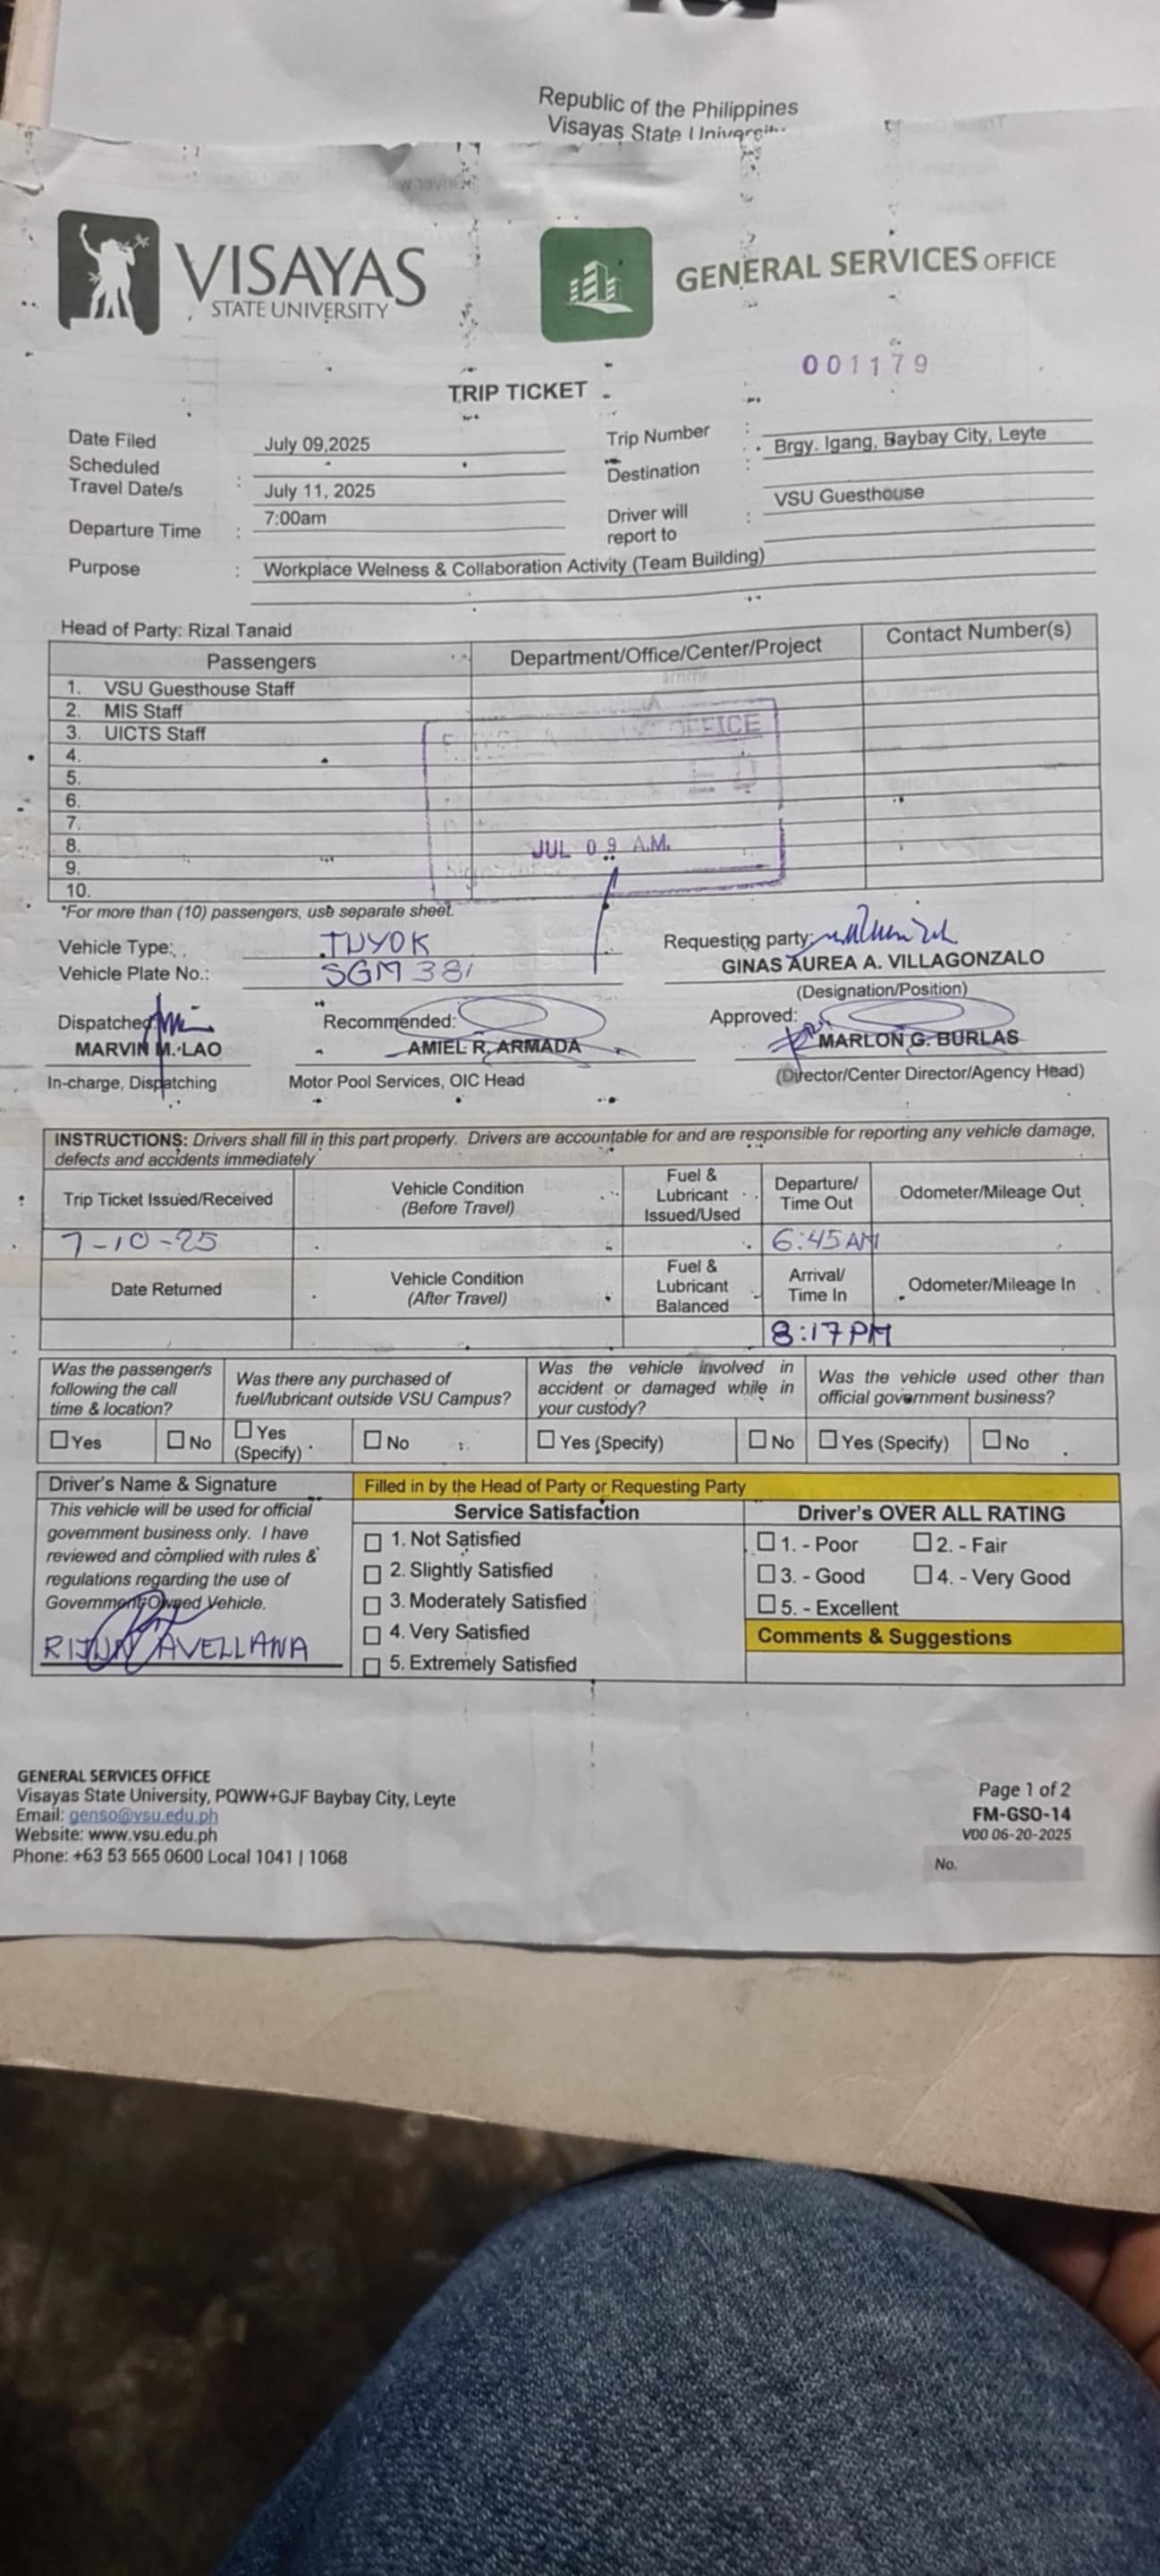 Republic of the Philippines
Visayas State University
VISAYAS
STATE UNIVERSITY
GENERAL SERVICES OFFICE
001179
TRIP TICKET
Date Filed July 09,2025
Trip Number :
Scheduled
Travel Date/s : July 11, 2025
Destination : Brgy. Igang, Baybay City, Leyte
Departure Time : 7:00am
Driver will
report to : VSU Guesthouse
Purpose : Workplace Welness & Collaboration Activity (Team Building)
Head of Party: Rizal Tanaid
Passengers Department/Office/Center/Project Contact Number(s)
1. VSU Guesthouse Staff
2. MIS Staff
3. UICTS Staff
4.
5.
6.
7.
8.
9.
10.
OFFICE
ED
JUL 09 A.M.
*For more than (10) passengers, use separate sheet.
Vehicle Type: TUYOK
Requesting party:
Vehicle Plate No.: SGM 381
GINAS AUREA A. VILLAGONZALO
(Designation/Position)
Dispatched: Recommended: Approved:
MARVIN M. LAO AMIEL R. ARMADA MARLON G. BURLAS
In-charge, Dispatching Motor Pool Services, OIC Head (Director/Center Director/Agency Head)
INSTRUCTIONS: Drivers shall fill in this part properly. Drivers are accountable for and are responsible for reporting any vehicle damage,
defects and accidents immediately
Trip Ticket Issued/Received
Vehicle Condition
(Before Travel)
Fuel &
Lubricant
Issued/Used
Departure/
Time Out
Odometer/Mileage Out
7-10-25 6:45AM
Date Returned
Vehicle Condition
(After Travel)
Fuel &
Lubricant
Balanced
Arrival/
Time In
Odometer/Mileage In
8:17PM
Was the passenger/s
following the call
time & location?
Was there any purchased of
fuel/lubricant outside VSU Campus?
Was the vehicle involved in
accident or damaged while in
your custody?
Was the vehicle used other than
official government business?
☐ Yes ☐ No ☐ Yes
(Specify) ☐ No ☐ Yes (Specify) ☐ No ☐ Yes (Specify) ☐ No
Driver's Name & Signature
This vehicle will be used for official
government business only. I have
reviewed and complied with rules &
regulations regarding the use of
Government Owned Vehicle.
AVELLANA
Filled in by the Head of Party or Requesting Party
Service Satisfaction
☐ 1. Not Satisfied
☐ 2. Slightly Satisfied
☐ 3. Moderately Satisfied
☐ 4. Very Satisfied
☐ 5. Extremely Satisfied
Driver's OVER ALL RATING
☐ 1. - Poor ☐ 2. - Fair
☐ 3. - Good ☐ 4. - Very Good
☐ 5. - Excellent
Comments & Suggestions
GENERAL SERVICES OFFICE
Visayas State University, PQWW+GJF Baybay City, Leyte
Email: genso@vsu.edu.ph
Website: www.vsu.edu.ph
Phone: +63 53 565 0600 Local 1041 | 1068
Page 1 of 2
FM-GSO-14
V00 06-20-2025
No.